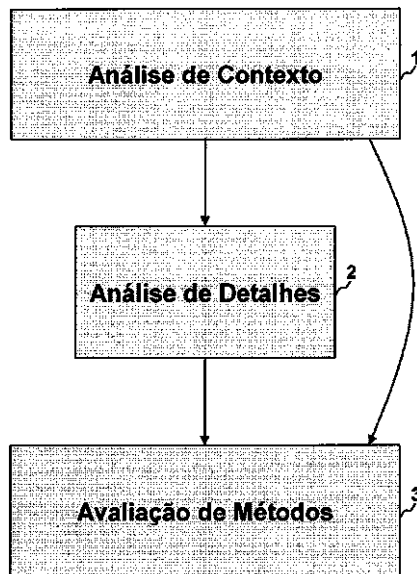 Análise de Contexto
1
Análise de Detalhes
2
Avaliação de Métodos
3